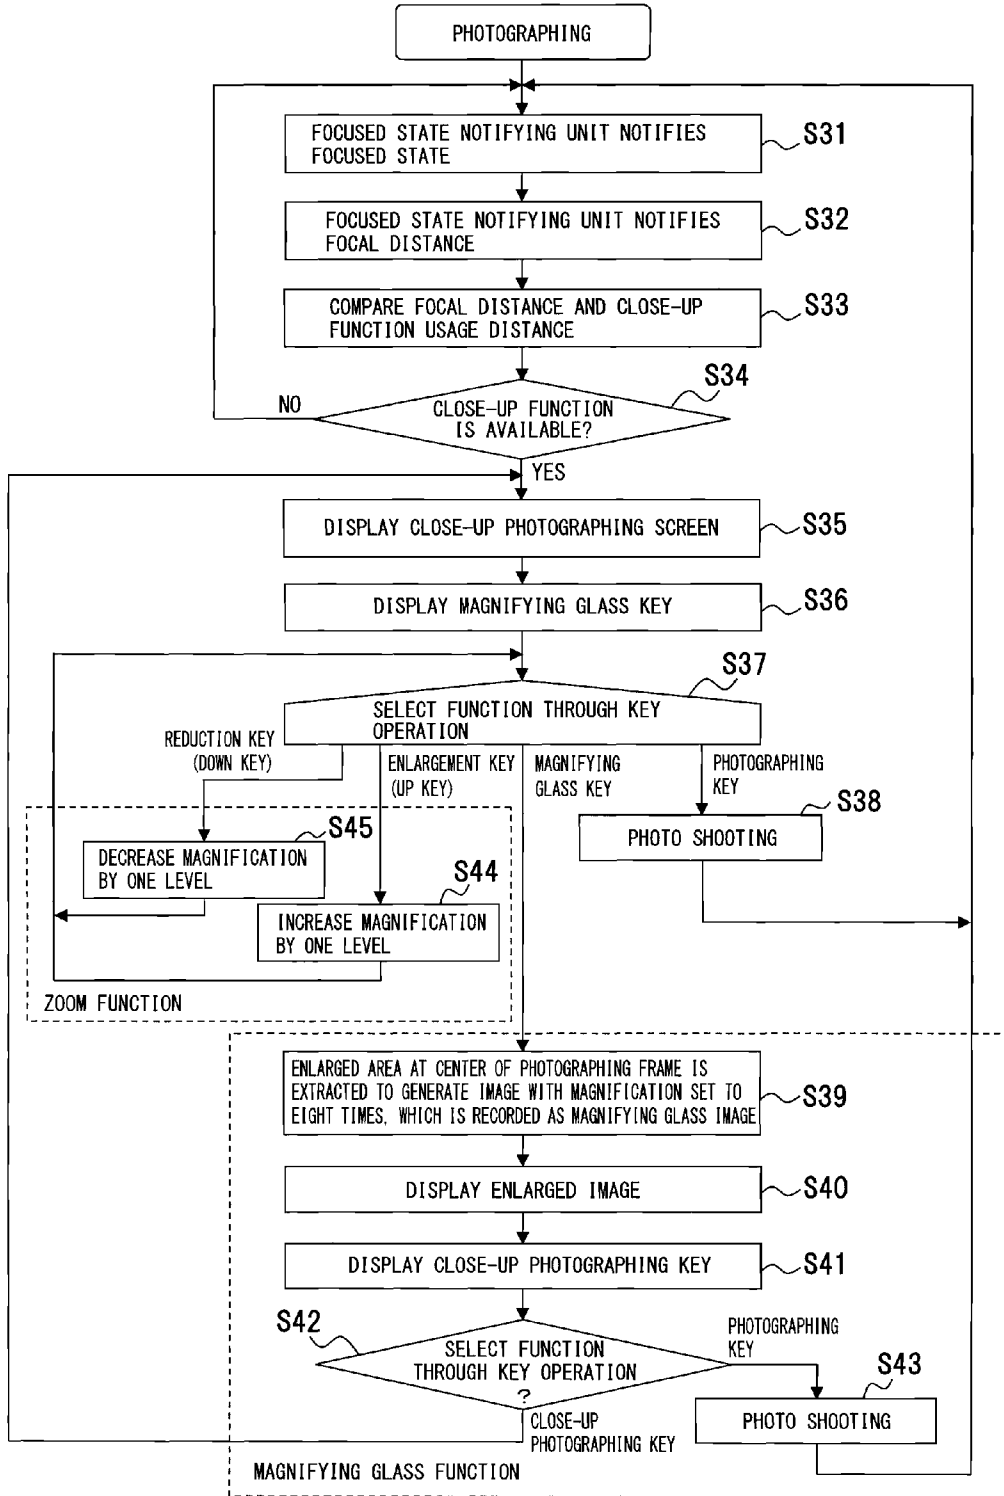 PHOTOGRAPHING
FOCUSED STATE NOTIFYING UNIT NOTIFIES
FOCUSED STATE
S31
FOCUSED STATE NOTIFYING UNIT NOTIFIES
FOCAL DISTANCE
S32
COMPARE FOCAL DISTANCE AND CLOSE-UP
FUNCTION USAGE DISTANCE
S33
S34
NO
CLOSE-UP FUNCTION
IS AVAILABLE?
YES
DISPLAY CLOSE-UP PHOTOGRAPHING SCREEN
S35
DISPLAY MAGNIFYING GLASS KEY
S36
S37
SELECT FUNCTION THROUGH KEY
OPERATION
REDUCTION KEY
(DOWN KEY)
ENLARGEMENT KEY
(UP KEY)
MAGNIFYING
GLASS KEY
PHOTOGRAPHING
KEY
S38
PHOTO SHOOTING
S45
DECREASE MAGNIFICATION
BY ONE LEVEL
S44
INCREASE MAGNIFICATION
BY ONE LEVEL
ZOOM FUNCTION
ENLARGED AREA AT CENTER OF PHOTOGRAPHING FRAME IS
EXTRACTED TO GENERATE IMAGE WITH MAGNIFICATION SET TO
EIGHT TIMES, WHICH IS RECORDED AS MAGNIFYING GLASS IMAGE
S39
DISPLAY ENLARGED IMAGE
S40
DISPLAY CLOSE-UP PHOTOGRAPHING KEY
S41
S42
SELECT FUNCTION
THROUGH KEY OPERATION
?
PHOTOGRAPHING
KEY
S43
PHOTO SHOOTING
CLOSE-UP
PHOTOGRAPHING KEY
MAGNIFYING GLASS FUNCTION